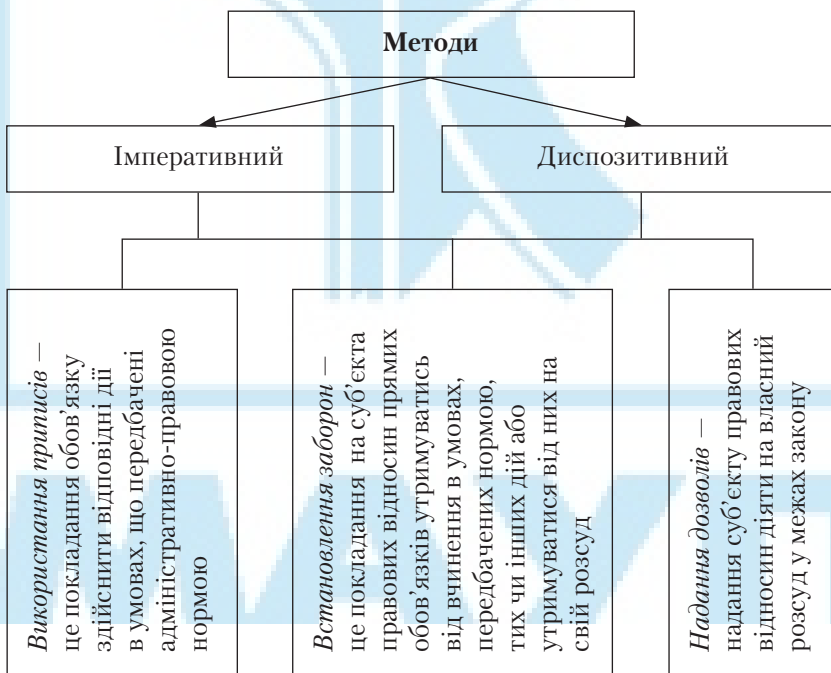 Методи
Імперативний
Диспозитивний
Використання приписів —
це покладання обов’язку
здійснити відповідні дії
в умовах, що передбачені
адміністративно-правовою
нормою
Встановлення заборон —
це покладання на суб’єкта
правових відносин прямих
обов’язків утримуватись
від вчинення в умовах,
передбачених нормою,
тих чи інших дій або
утриматися від них на
свій розсуд
Надання дозволів —
надання суб’єкту правових
відносин діяти на власний
розсуд у межах закону
МАУП